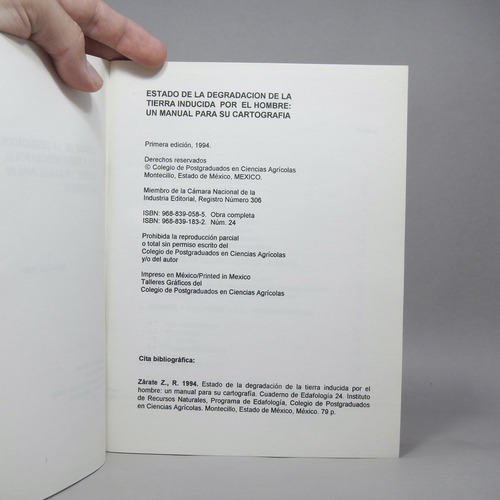 ESTADO DE LA DEGRADACION DE LA
TIERRA INDUCIDA POR EL HOMBRE:
UN MANUAL PARA SU CARTOGRAFIA
Primera edición, 1994.
Derechos reservados
© Colegio de Postgraduados en Ciencias Agrícolas
Montecillo, Estado de México, MEXICO.
Miembro de la Cámara Nacional de la
Industria Editorial, Registro Número 306
ISBN: 968-839-058-5. Obra completa
ISBN: 968-839-183-2. Núm. 24
Prohibida la reproducción parcial
o total sin permiso escrito del
Colegio de Postgraduados en Ciencias Agrícolas
y/o del autor
Impreso en México/Printed in Mexico
Talleres Gráficos del
Colegio de Postgraduados en Ciencias Agrícolas
Cita bibliográfica:
Zárate Z., R. 1994. Estado de la degradación de la tierra inducida por el
hombre: un manual para su cartografía. Cuaderno de Edafología 24. Instituto
de Recursos Naturales, Programa de Edafología, Colegio de Postgraduados
en Ciencias Agrícolas. Montecillo, Estado de México, México. 79 p.